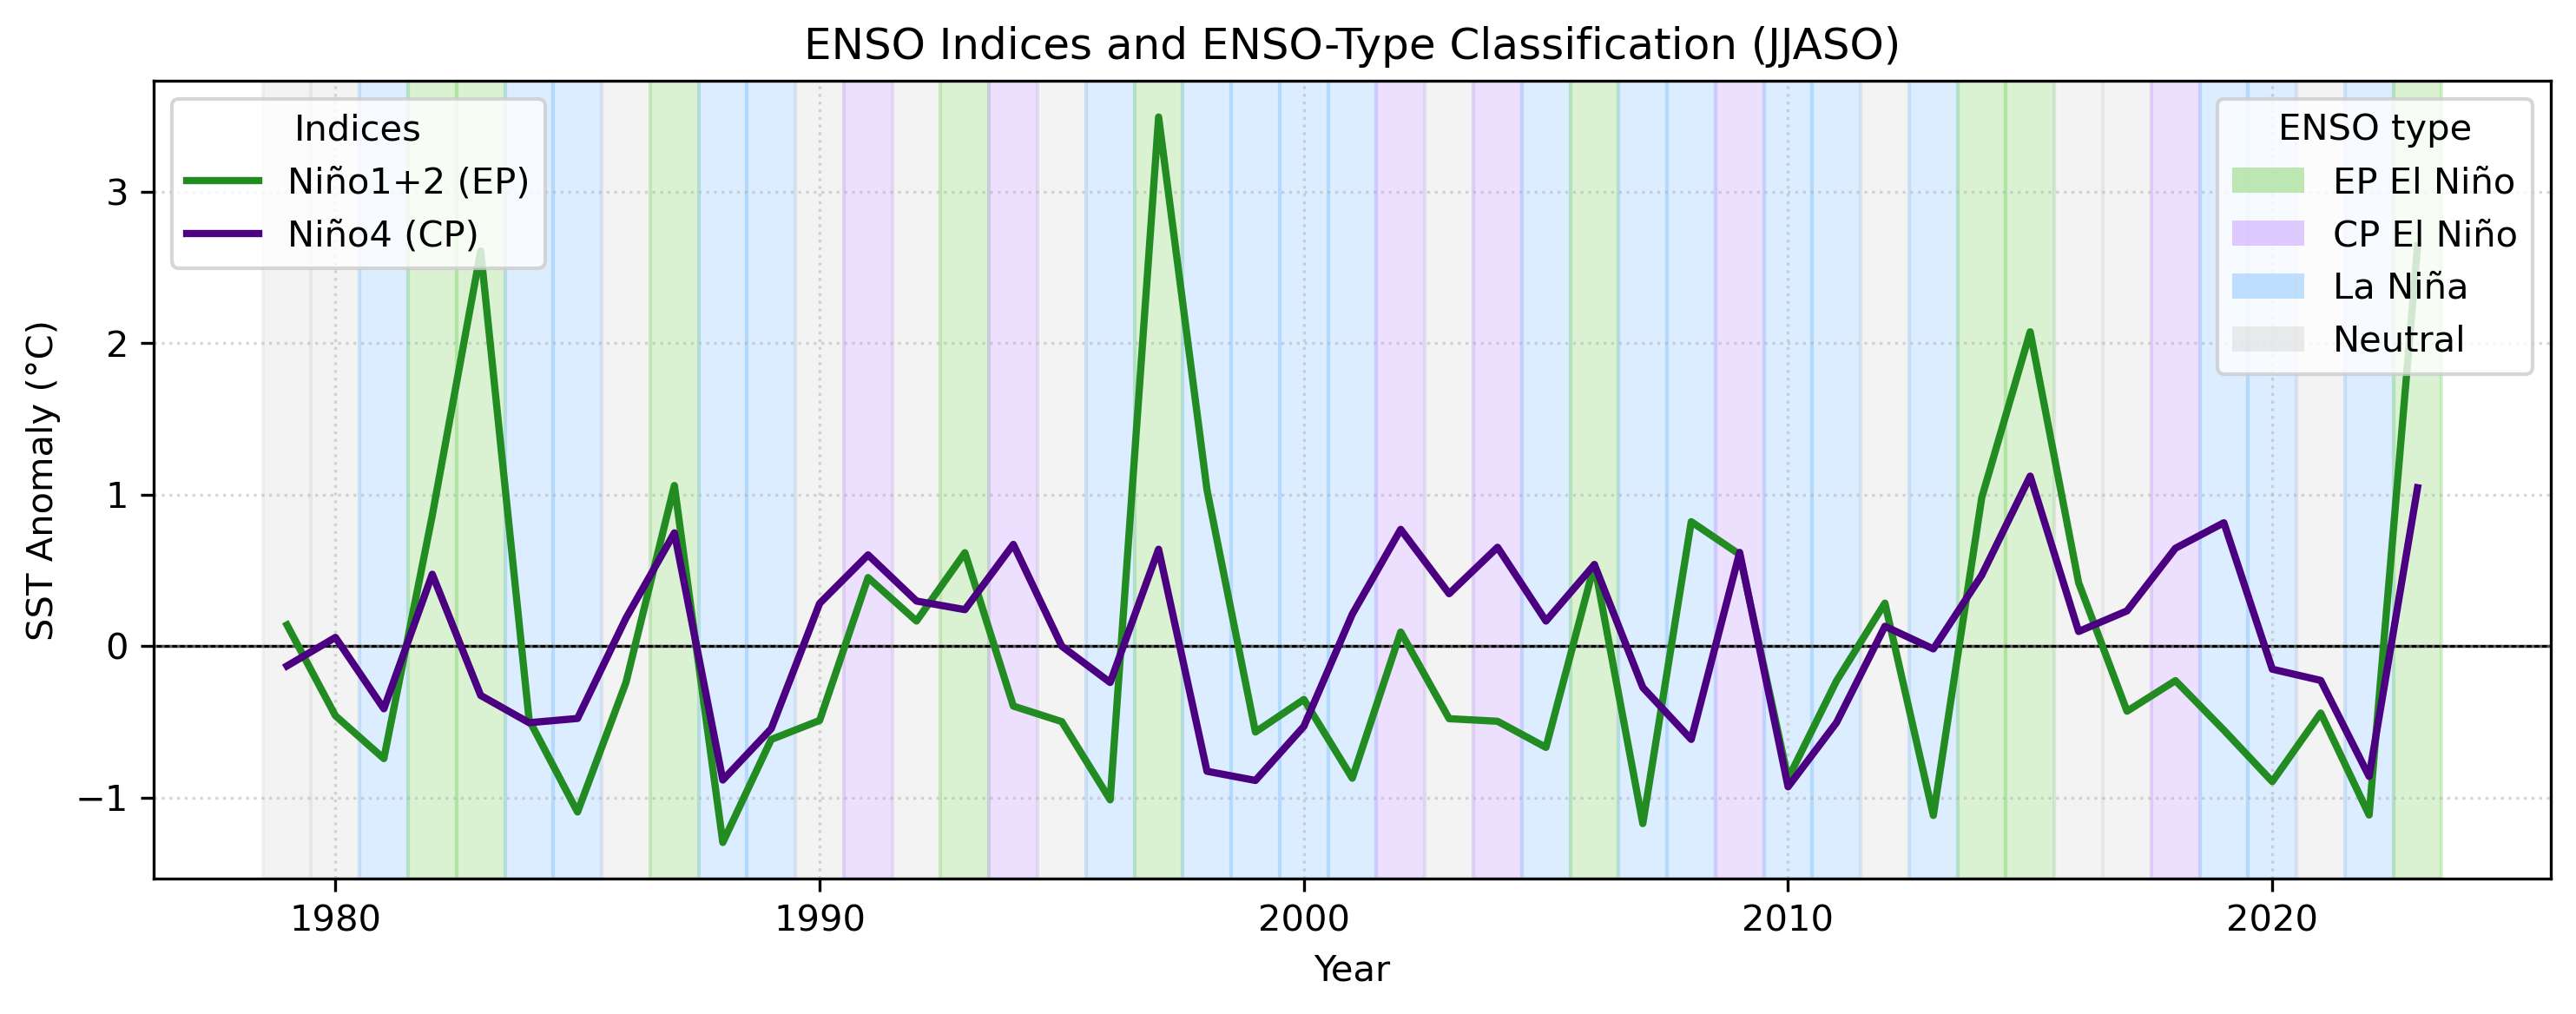 ENSO Indices and ENSO-Type Classification (JJASO)
Indices
Niño1+2 (EP)
Niño4 (CP)
ENSO type
EP El Niño
CP El Niño
La Niña
Neutral
SST Anomaly (°C)
3
2
1
0
−1
1980
1990
2000
2010
2020
Year